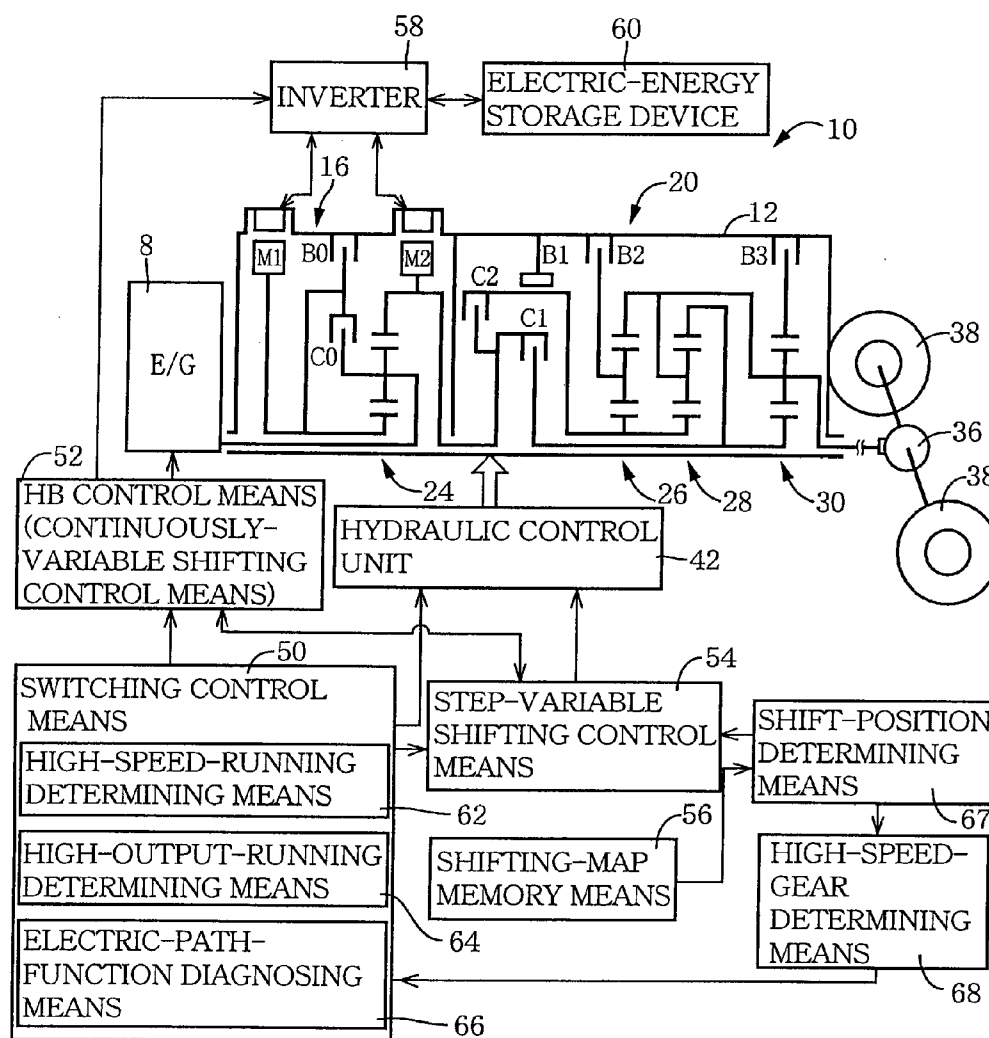 58
60
INVERTER
ELECTRIC-ENERGY
STORAGE DEVICE
10
16
20
12
8
M1
B0
M2
B1
B2
B3
C2
C1
C0
E/G
38
36
38
52
24
26
28
30
HB CONTROL MEANS
(CONTINUOUSLY-
VARIABLE SHIFTING
CONTROL MEANS)
HYDRAULIC CONTROL
UNIT
42
50
54
SWITCHING CONTROL
MEANS
STEP-VARIABLE
SHIFTING CONTROL
MEANS
SHIFT-POSITION
DETERMINING
MEANS
67
HIGH-SPEED-RUNNING
DETERMINING MEANS
62
56
HIGH-OUTPUT-RUNNING
DETERMINING MEANS
64
SHIFTING-MAP
MEMORY MEANS
HIGH-SPEED-
GEAR
DETERMINING
MEANS
68
ELECTRIC-PATH-
FUNCTION DIAGNOSING
MEANS
66